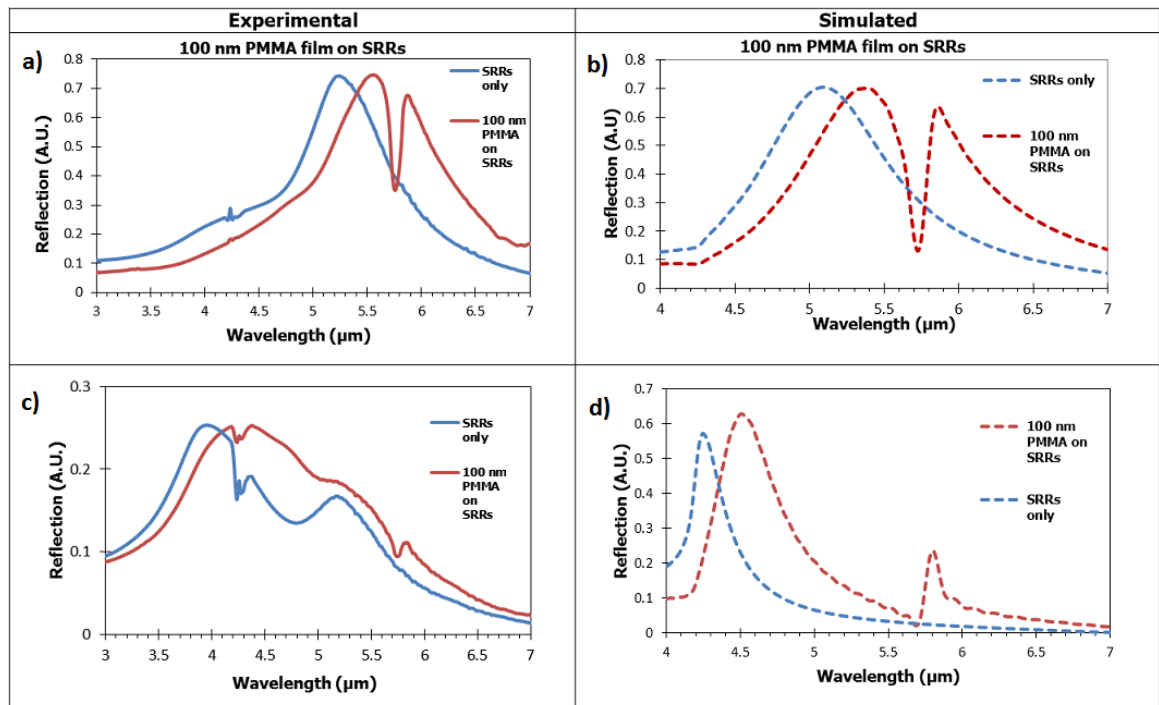 Experimental
Simulated
a)
100 nm PMMA film on SRRs
0.8
0.7
0.6
0.5
0.4
0.3
0.2
0.1
0
Reflection (A.U.)
SRRs
only
100 nm
PMMA
on
SRRs
3 3.5 4 4.5 5 5.5 6 6.5 7
Wavelength (µm)
b)
100 nm PMMA film on SRRs
0.8
0.7
0.6
0.5
0.4
0.3
0.2
0.1
0
Reflection (A.U)
SRRs only
100 nm
PMMA on
SRRs
4 4.5 5 5.5 6 6.5 7
Wavelength (µm)
c)
0.3
0.2
0.1
0
Reflection (A.U.)
SRRs
only
100 nm
PMMA
on
SRRs
3 3.5 4 4.5 5 5.5 6 6.5 7
Wavelength (µm)
d)
0.7
0.6
0.5
0.4
0.3
0.2
0.1
0
Reflection (A.U.)
100 nm
PMMA on
SRRs
SRRs
only
4 4.5 5 5.5 6 6.5 7
Wavelength (µm)